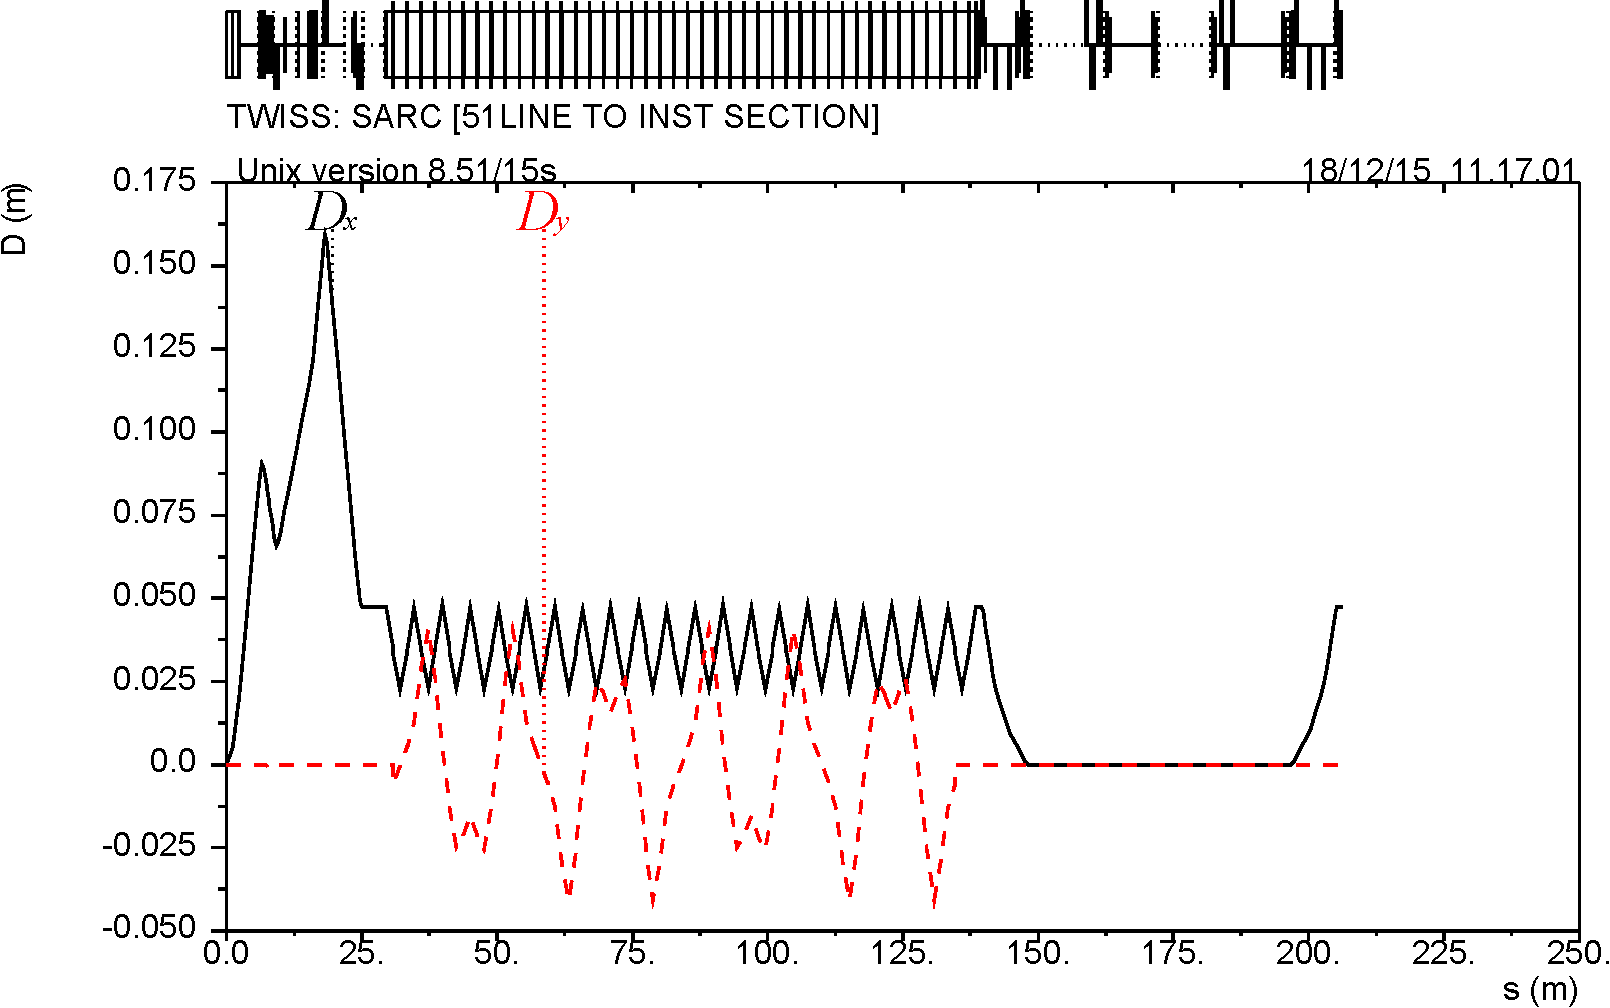 TWISS: SARC [51LINE TO INST SECTION]
Unix version 8.51/15s 18/12/15 11.17.01
D (m)
Dx Dy
0.175
0.150
0.125
0.100
0.075
0.050
0.025
0.0
-0.025
-0.050
0.0 25. 50. 75. 100. 125. 150. 175. 200. 225. 250.
s (m)